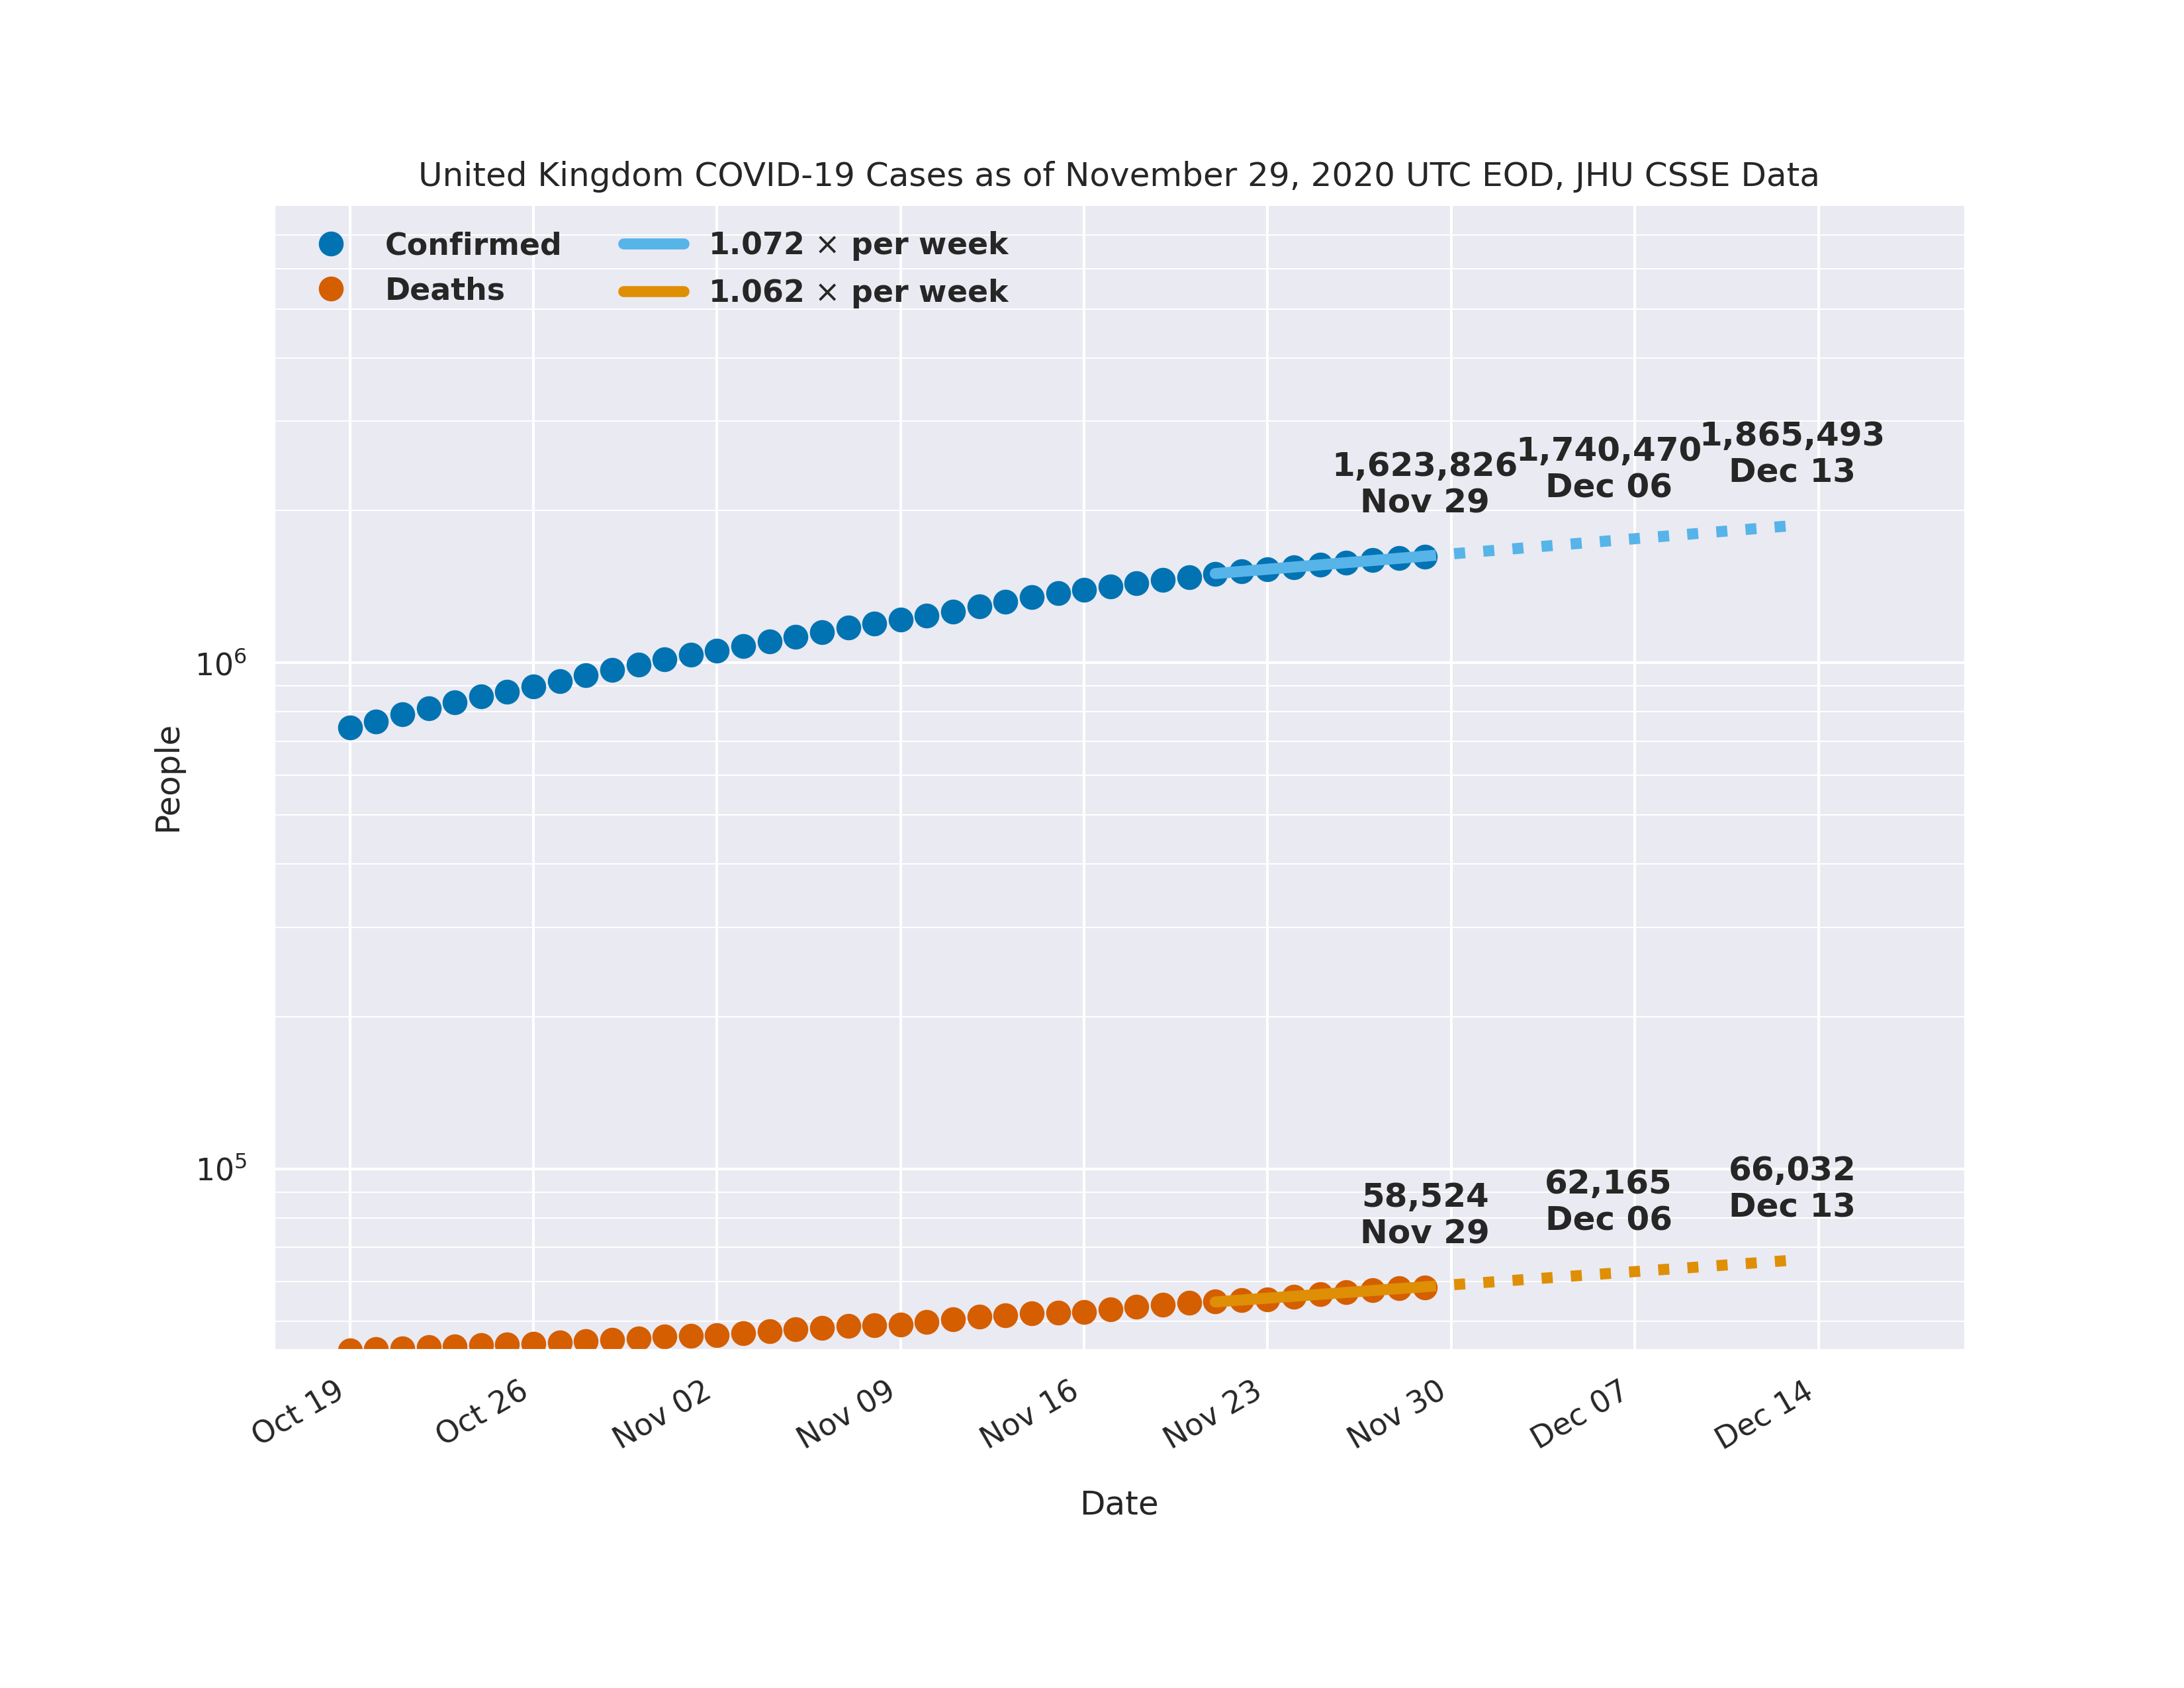 United Kingdom COVID-19 Cases as of November 29, 2020 UTC EOD, JHU CSSE Data
Confirmed
Deaths
1.072 × per week
1.062 × per week
1,623,826
Nov 29
1,740,470
Dec 06
1,865,493
Dec 13
10⁶
10⁵
People
58,524
Nov 29
62,165
Dec 06
66,032
Dec 13
Oct 19
Oct 26
Nov 02
Nov 09
Nov 16
Nov 23
Nov 30
Dec 07
Dec 14
Date